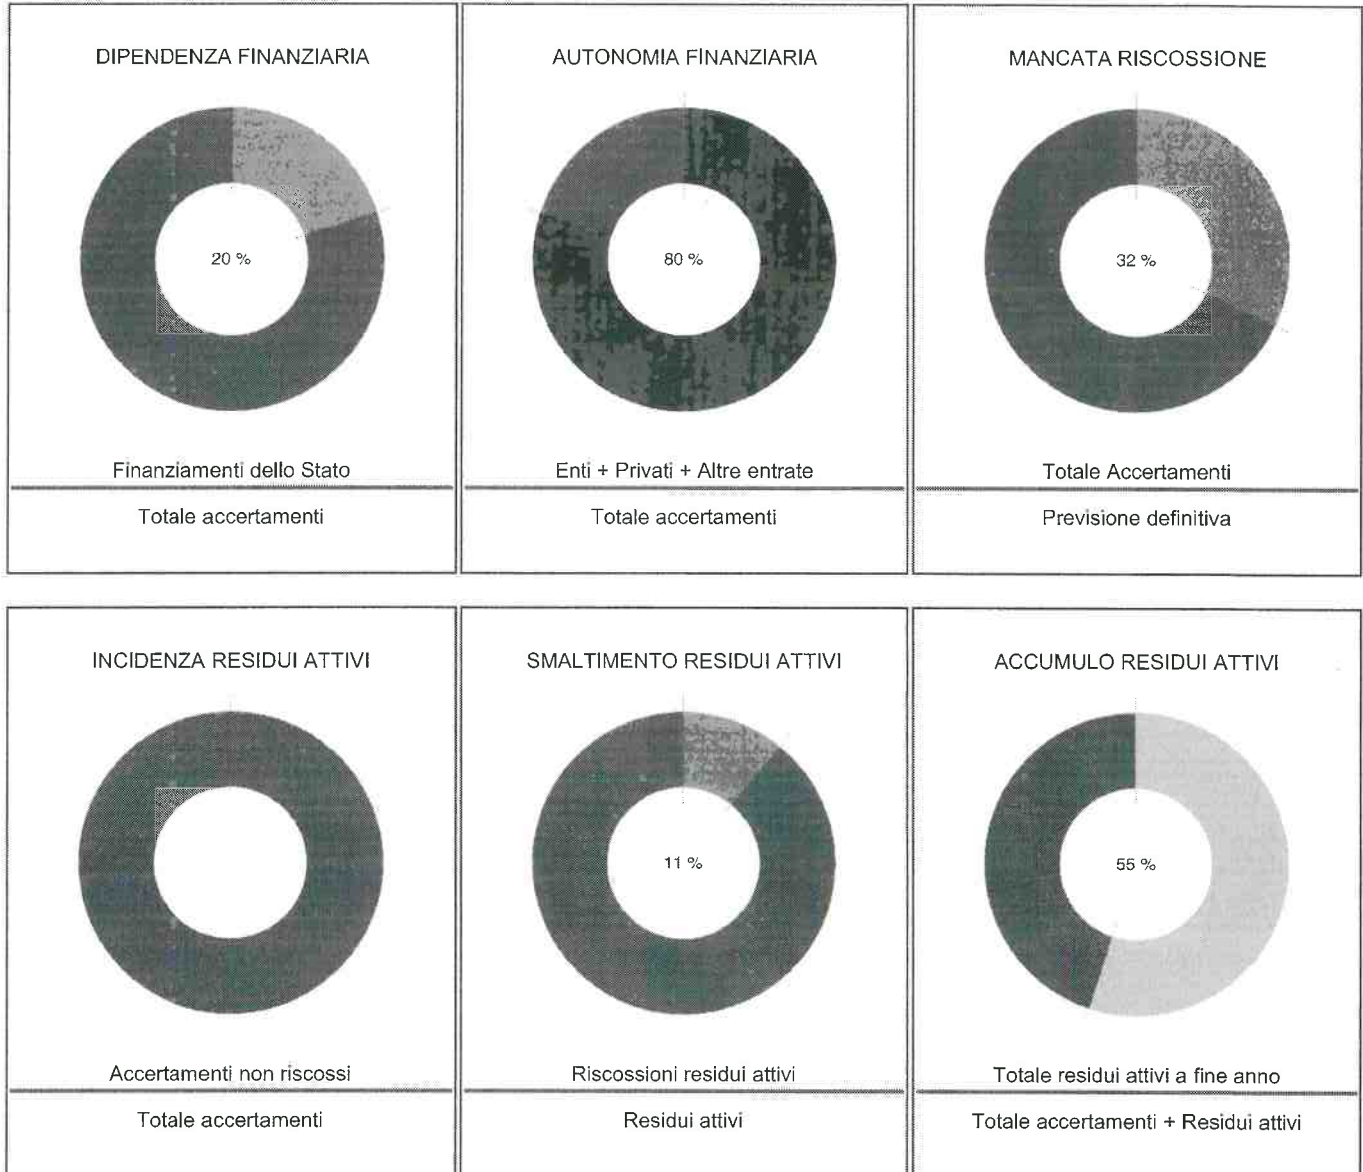 DIPENDENZA FINANZIARIA
20 %
Finanziamenti dello Stato
Totale accertamenti
AUTONOMIA FINANZIARIA
80 %
Enti + Privati + Altre entrate
Totale accertamenti
MANCATA RISCOSSIONE
32 %
Totale Accertamenti
Previsione definitiva
INCIDENZA RESIDUI ATTIVI
Accertamenti non riscossi
Totale accertamenti
SMALTIMENTO RESIDUI ATTIVI
11 %
Riscossioni residui attivi
Residui attivi
ACCUMULO RESIDUI ATTIVI
55 %
Totale residui attivi a fine anno
Totale accertamenti + Residui attivi